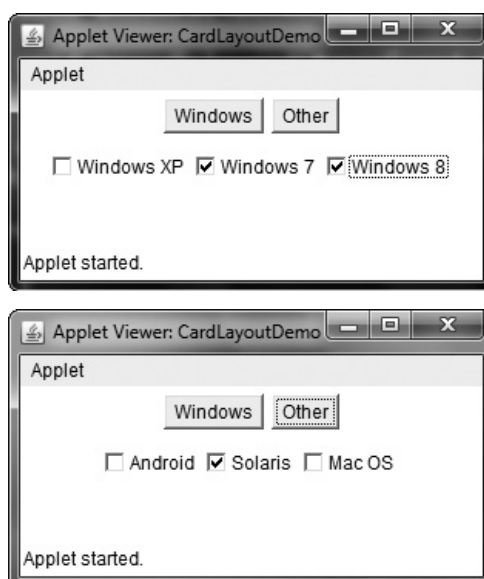 Applet Viewer: CardLayoutDemo
Applet
Windows Other
Windows XP Windows 7 Windows 8
Applet started.
Applet Viewer: CardLayoutDemo
Applet
Windows Other
Android Solaris Mac OS
Applet started.